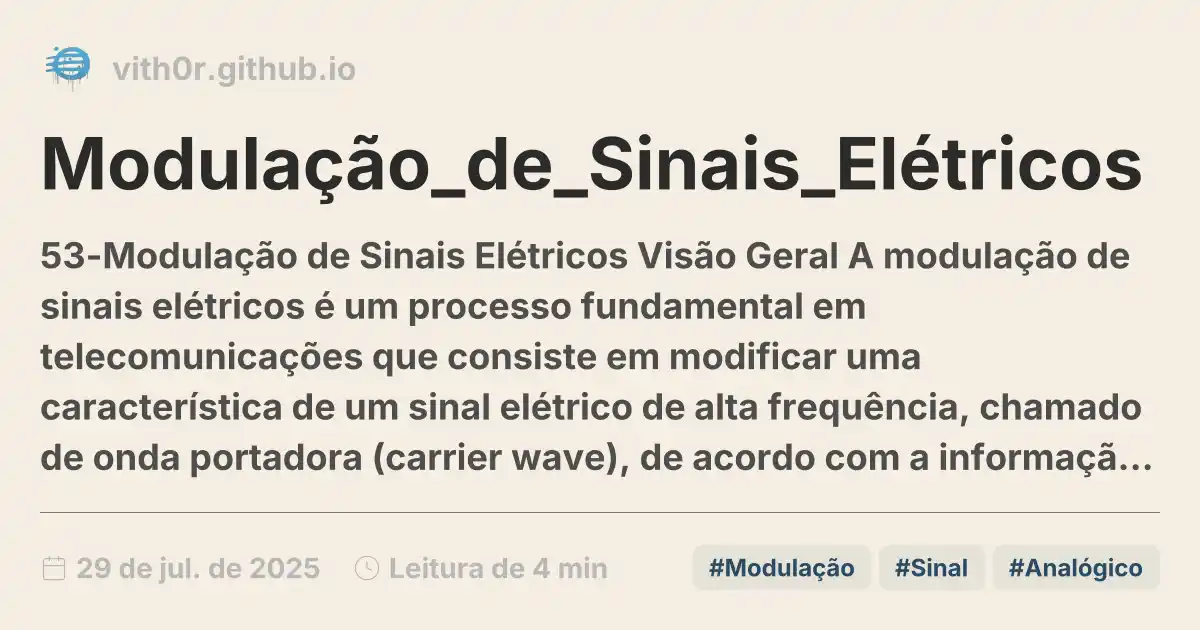 vith0r.github.io
Modulação_de_Sinais_Elétricos
53-Modulação de Sinais Elétricos Visão Geral A modulação de
sinais elétricos é um processo fundamental em
telecomunicações que consiste em modificar uma
característica de um sinal elétrico de alta frequência, chamado
de onda portadora (carrier wave), de acordo com a informaçã...
29 de jul. de 2025 Leitura de 4 min #Modulação #Sinal #Analógico